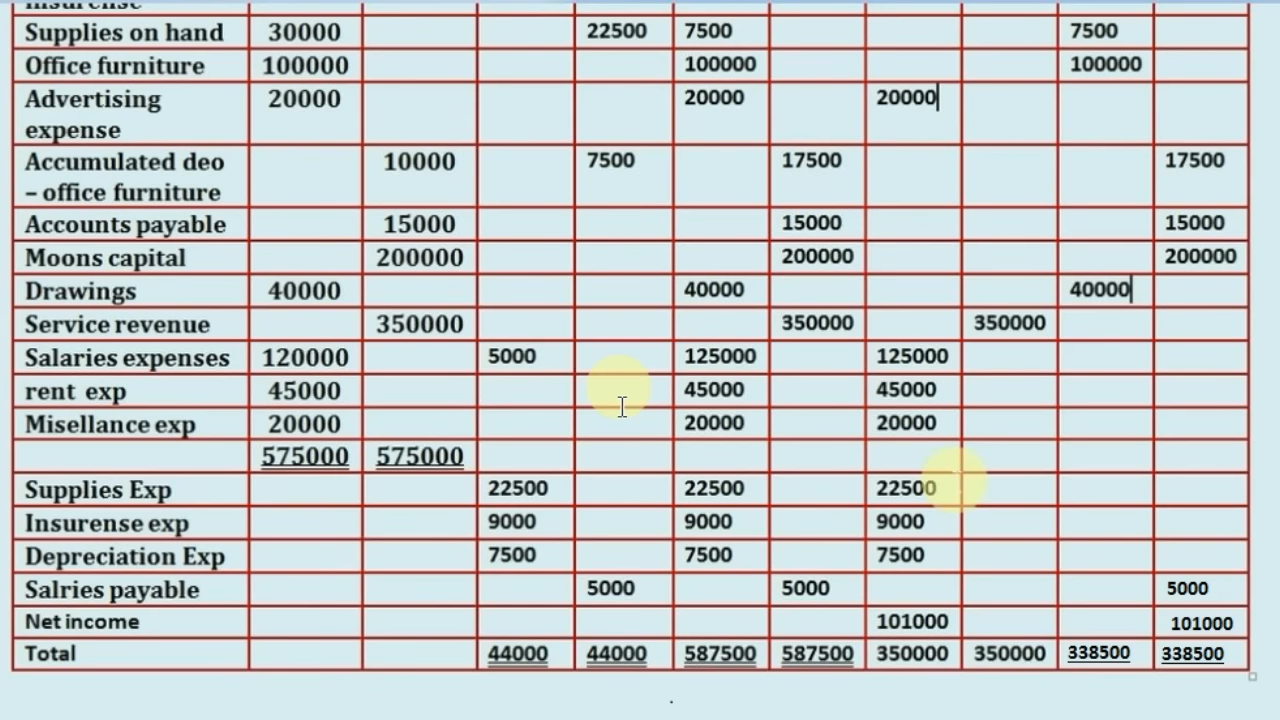 Insurense
Supplies on hand 30000 22500 7500 7500
Office furniture 100000 100000 100000
Advertising 20000 20000 20000
expense
Accumulated deo 10000 7500 17500 17500
– office furniture
Accounts payable 15000 15000 15000
Moons capital 200000 200000 200000
Drawings 40000 40000 40000
Service revenue 350000 350000 350000
Salaries expenses 120000 5000 125000 125000
rent exp 45000 45000 45000
Misellance exp 20000 20000 20000
575000 575000
Supplies Exp 22500 22500 22500
Insurense exp 9000 9000 9000
Depreciation Exp 7500 7500 7500
Salries payable 5000 5000 5000
Net income 101000 101000
Total 44000 44000 587500 587500 350000 350000 338500 338500